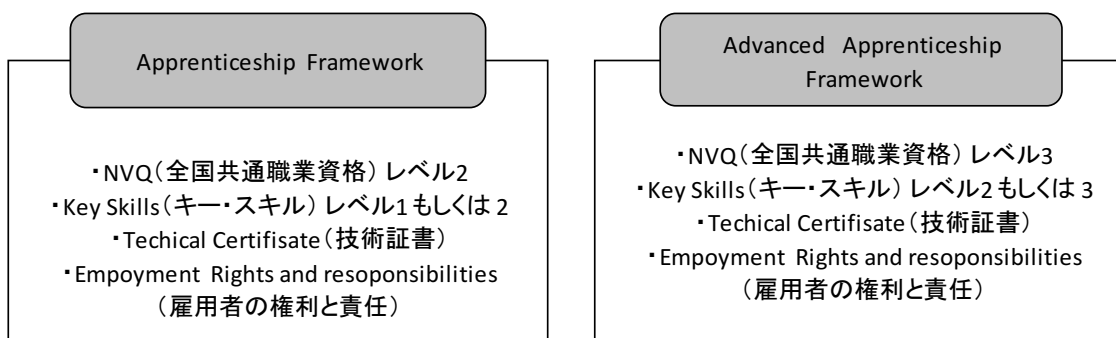 Apprenticeship Framework
・NVQ（全国共通職業資格）レベル2
・Key Skills（キー・スキル）レベル1もしくは2
・Techical Certifisate（技術証書）
・Empoyment Rights and resoponsibilities
（雇用者の権利と責任）
Advanced Apprenticeship
Framework
・NVQ（全国共通職業資格）レベル3
・Key Skills（キー・スキル）レベル2もしくは3
・Techical Certifisate（技術証書）
・Empoyment Rights and resoponsibilities
（雇用者の権利と責任）